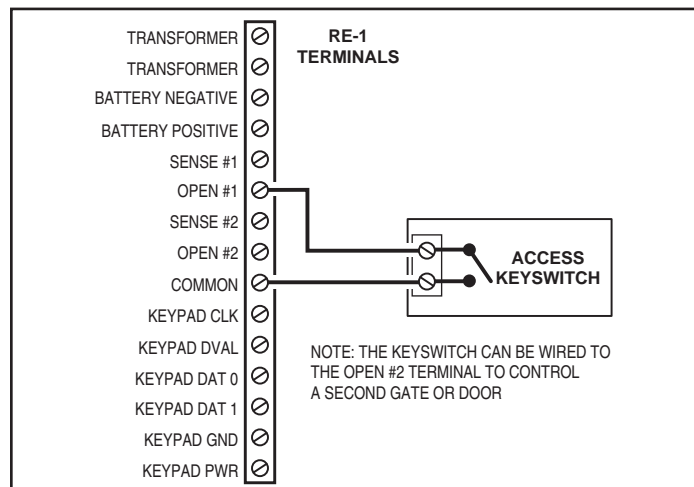 RE-1
TERMINALS
TRANSFORMER
TRANSFORMER
BATTERY NEGATIVE
BATTERY POSITIVE
SENSE #1
OPEN #1
SENSE #2
OPEN #2
COMMON
KEYPAD CLK
KEYPAD DVAL
KEYPAD DAT 0
KEYPAD DAT 1
KEYPAD GND
KEYPAD PWR
ACCESS
KEYSWITCH
NOTE: THE KEYSWITCH CAN BE WIRED TO
THE OPEN #2 TERMINAL TO CONTROL
A SECOND GATE OR DOOR